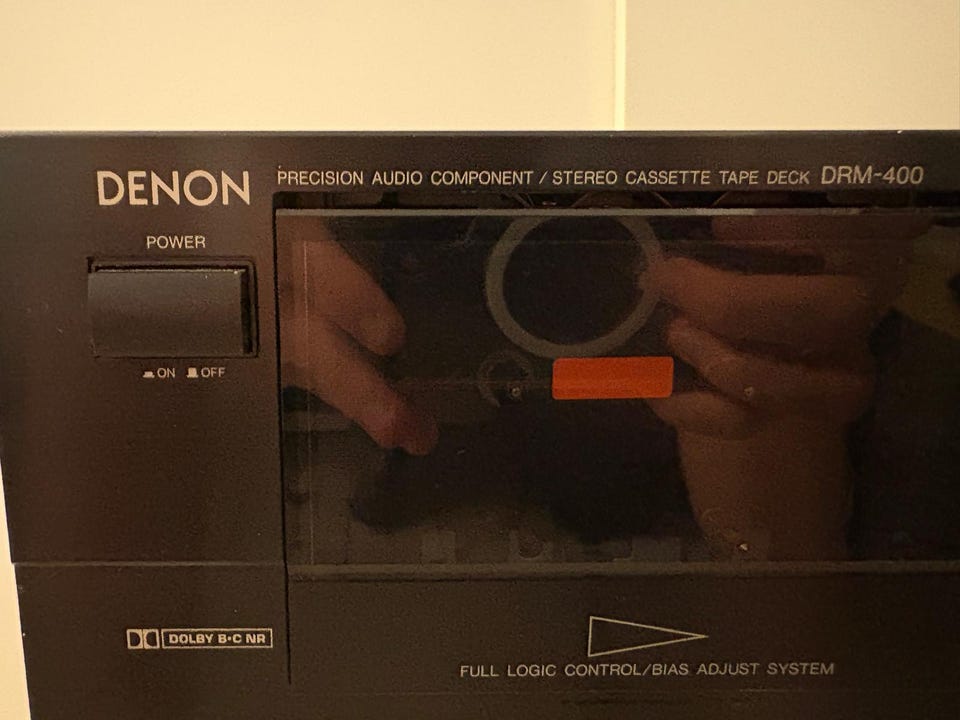 DENON
PRECISION AUDIO COMPONENT / STEREO CASSETTE TAPE DECK DRM-400
POWER
ON OFF
DOLBY B·C NR
FULL LOGIC CONTROL/BIAS ADJUST SYSTEM